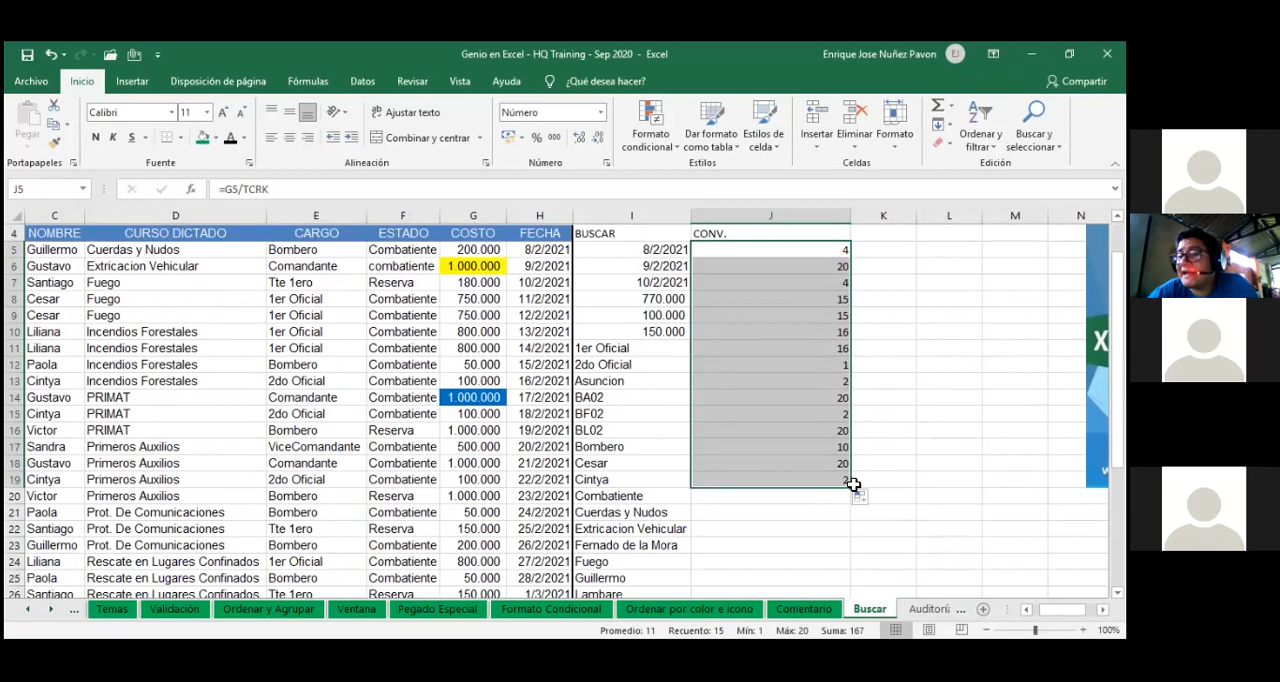 Genio en Excel - HQ Training - Sep 2020 - Excel
Enrique Jose Nuñez Pavon EJ
Archivo Inicio Insertar Disposición de página Fórmulas Datos Revisar Vista Ayuda ¿Qué desea hacer? Compartir
Pegar Calibri 11 Ajustar texto Número Formato condicional Dar formato como tabla Estilos de celda Insertar Eliminar Formato Ordenar y filtrar Buscar y seleccionar
N K S Combinar y centrar % 000
Portapapeles Fuente Alineación Número Estilos Celdas Edición
J5 fx =G5/TCRK
C D E F G H I J K L M N
4 NOMBRE CURSO DICTADO CARGO ESTADO COSTO FECHA BUSCAR CONV.
5 Guillermo Cuerdas y Nudos Bombero Combatiente 200.000 8/2/2021 8/2/2021 4
6 Gustavo Extricacion Vehicular Comandante combatiente 1.000.000 9/2/2021 9/2/2021 20
7 Santiago Fuego Tte 1ero Reserva 180.000 10/2/2021 10/2/2021 4
8 Cesar Fuego 1er Oficial Combatiente 750.000 11/2/2021 770.000 15
9 Cesar Fuego 1er Oficial Combatiente 750.000 12/2/2021 100.000 15
10 Liliana Incendios Forestales 1er Oficial Combatiente 800.000 13/2/2021 150.000 16
11 Liliana Incendios Forestales 1er Oficial Combatiente 800.000 14/2/2021 1er Oficial 16
12 Paola Incendios Forestales Bombero Combatiente 50.000 15/2/2021 2do Oficial 1
13 Cintya Incendios Forestales 2do Oficial Combatiente 100.000 16/2/2021 Asuncion 2
14 Gustavo PRIMAT Comandante Combatiente 1.000.000 17/2/2021 BA02 20
15 Cintya PRIMAT 2do Oficial Combatiente 100.000 18/2/2021 BF02 2
16 Victor PRIMAT Bombero Reserva 1.000.000 19/2/2021 BL02 20
17 Sandra Primeros Auxilios ViceComandante Combatiente 500.000 20/2/2021 Bombero 10
18 Gustavo Primeros Auxilios Comandante Combatiente 1.000.000 21/2/2021 Cesar 20
19 Cintya Primeros Auxilios 2do Oficial Combatiente 100.000 22/2/2021 Cintya 2
20 Victor Primeros Auxilios Bombero Reserva 1.000.000 23/2/2021 Combatiente
21 Paola Prot. De Comunicaciones Bombero Combatiente 50.000 24/2/2021 Cuerdas y Nudos
22 Santiago Prot. De Comunicaciones Tte 1ero Reserva 150.000 25/2/2021 Extricacion Vehicular
23 Guillermo Prot. De Comunicaciones Bombero Combatiente 200.000 26/2/2021 Fernado de la Mora
24 Liliana Rescate en Lugares Confinados 1er Oficial Combatiente 800.000 27/2/2021 Fuego
25 Paola Rescate en Lugares Confinados Bombero Combatiente 50.000 28/2/2021 Guillermo
26 Santiago Rescate en Lugares Confinados Tte 1ero Reserva 150.000 1/3/2021 Lambare
... Temas Validación Ordenar y Agrupar Ventana Pegado Especial Formato Condicional Ordenar por color e icono Comentario Buscar Auditorí ...
Promedio: 11 Recuento: 15 Mín: 1 Máx: 20 Suma: 167 100%